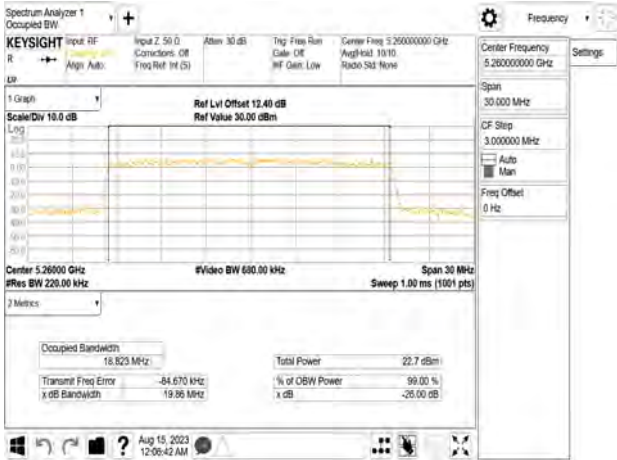 Spectrum Analyzer 1
Occupied BW
Frequency
KEYSIGHT
R
Input: RF
Align: Auto
Input Z: 50 Ω
Corrections: Off
Freq Ref: Int (S)
Atten: 30 dB
Trig: Free Run
Gate: Off
#IF Gain: Low
Center Freq: 5.260000000 GHz
Avg|Hold: 10/10
Radio Std: None
Center Frequency
5.260000000 GHz
Settings
Span
30.000 MHz
CF Step
3.000000 MHz
Auto
Man
Freq Offset
0 Hz
1 Graph
Scale/Div 10.0 dB
Ref Lvl Offset 12.40 dB
Ref Value 30.00 dBm
Log
Center 5.26000 GHz
#Res BW 220.00 kHz
#Video BW 680.00 kHz
Span 30 MHz
Sweep 1.00 ms (1001 pts)
2 Metrics
Occupied Bandwidth
18.823 MHz
Total Power
22.7 dBm
Transmit Freq Error
-84.670 kHz
% of OBW Power
99.00 %
x dB Bandwidth
19.86 MHz
x dB
-26.00 dB
Aug 15, 2023
12:06:42 AM